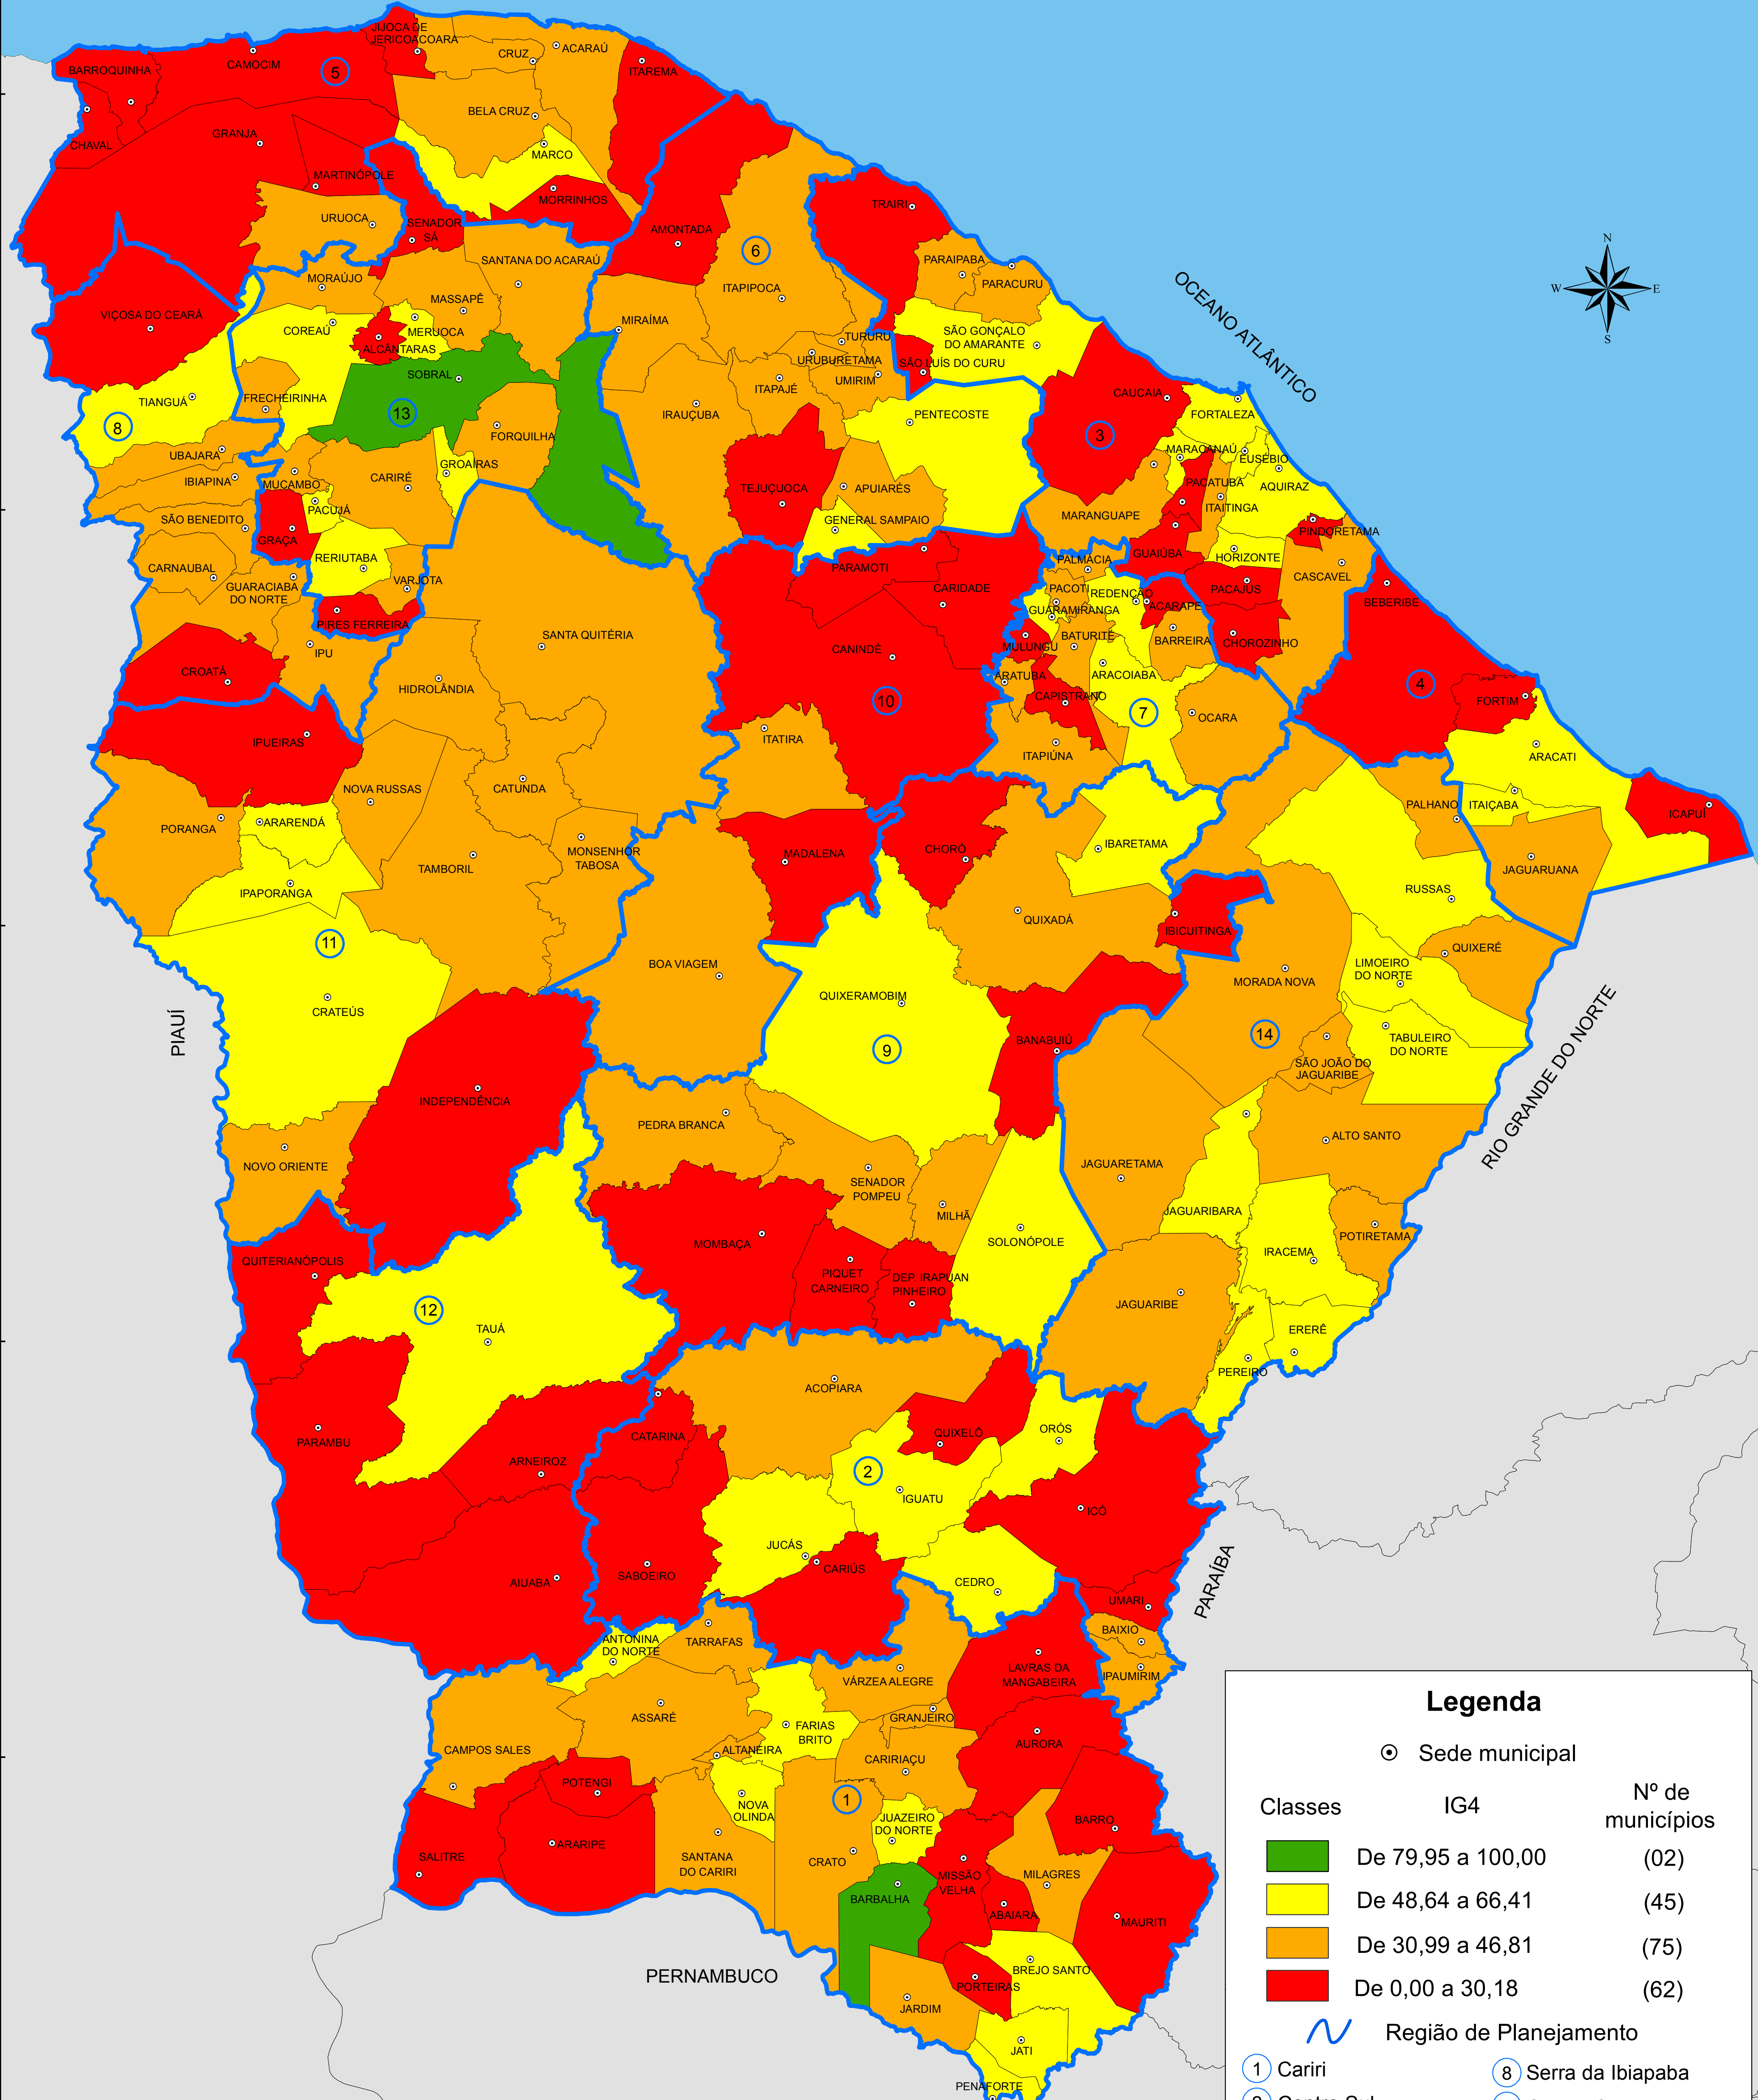 JIJOCA DE
JERICOACOARA
CRUZ
ACARAÚ
BARROQUINHA
CAMOCIM
5
ITAREMA
BELA CRUZ
GRANJA
CHAVAL
MARCO
MARTINÓPOLE
MORRINHOS
TRAIRI
URUOCA
SENADOR
SÁ
AMONTADA
6
N
W
E
S
SANTANA DO ACARAÚ
PARAIPABA
MORAÚJO
ITAPIPOCA
PARACURU
OCEANO ATLÂNTICO
MASSAPÊ
VIÇOSA DO CEARÁ
MIRAÍMA
COREAÚ
MERUOCA
SÃO GONÇALO
DO AMARANTE
TURURU
ALCÂNTARAS
URUBURETAMA
SÃO LUÍS DO CURU
SOBRAL
UMIRIM
ITAPAJÉ
CAUCAIA
FRECHEIRINHA
TIANGUÁ
13
IRAUÇUBA
PENTECOSTE
FORTALEZA
8
FORQUILHA
3
MARACANAÚ
UBAJARA
EUSÉBIO
GROAÍRAS
IBIAPINA
MUCAMBO
CARIRÉ
TEJUÇUOCA
APUIARÉS
PACATUBA
AQUIRAZ
PACUJÁ
ITAITINGA
SÃO BENEDITO
GENERAL SAMPAIO
MARANGUAPE
PINDORETAMA
GRAÇA
RERIUTABA
PALMÁCIA
GUAIÚBA
HORIZONTE
CARNAUBAL
PARAMOTI
VARJOTA
CASCAVEL
GUARACIABA
DO NORTE
CARIDADE
PACOTI
REDENÇÃO
PACAJUS
BEBERIBE
GUARAMIRANGA
ACARAPE
PIRES FERREIRA
SANTA QUITÉRIA
BATURITÉ
BARREIRA
CHOROZINHO
IPU
CANINDÉ
MULUNGU
CROATÁ
ARATUBA
ARACOIABA
HIDROLÂNDIA
4
10
CAPISTRANO
FORTIM
7
OCARA
IPUEIRAS
ITATIRA
ITAPIÚNA
ARACATI
NOVA RUSSAS
CATUNDA
PALHANO
ITAIÇABA
ICAPUÍ
PORANGA
ARARENDÁ
IBARETAMA
MONSENHOR
TABOSA
MADALENA
CHORÓ
TAMBORIL
JAGUARUANA
IPAPORANGA
RUSSAS
QUIXADÁ
IBICUITINGA
11
QUIXERÉ
BOA VIAGEM
LIMOEIRO
DO NORTE
MORADA NOVA
QUIXERAMOBIM
CRATEÚS
PIAUÍ
BANABUIÚ
14
TABULEIRO
DO NORTE
9
SÃO JOÃO DO
JAGUARIBE
RIO GRANDE DO NORTE
INDEPENDÊNCIA
PEDRA BRANCA
ALTO SANTO
NOVO ORIENTE
JAGUARETAMA
SENADOR
POMPEU
MILHÃ
JAGUARIBARA
MOMBAÇA
SOLONÓPOLE
POTIRETAMA
QUITERIANÓPOLIS
IRACEMA
PIQUET
CARNEIRO
DEP. IRAPUAN
PINHEIRO
12
JAGUARIBE
TAUÁ
ERERÊ
PEREIRO
ACOPIARA
PARAMBU
CATARINA
QUIXELÔ
ORÓS
ARNEIROZ
2
IGUATU
ICÓ
JUCÁS
CARIÚS
AIUABA
SABOEIRO
CEDRO
PARAÍBA
UMARI
ANTONINA
DO NORTE
TARRAFAS
BAIXIO
LAVRAS DA
MANGABEIRA
IPAUMIRIM
VÁRZEA ALEGRE
ASSARÉ
GRANJEIRO
FARIAS
BRITO
CAMPOS SALES
ALTANEIRA
CARIRIAÇU
AURORA
POTENGI
1
NOVA
OLINDA
JUAZEIRO
DO NORTE
BARRO
ARARIPE
SALITRE
SANTANA
DO CARIRI
CRATO
MISSÃO
VELHA
MILAGRES
BARBALHA
ABAIARA
MAURITI
PERNAMBUCO
BREJO SANTO
PORTEIRAS
JARDIM
JATI
PENAFORTE
Legenda
Sede municipal
Classes IG4 Nº de
municípios
De 79,95 a 100,00 (02)
De 48,64 a 66,41 (45)
De 30,99 a 46,81 (75)
De 0,00 a 30,18 (62)
Região de Planejamento
1 Cariri
8 Serra da Ibiapaba